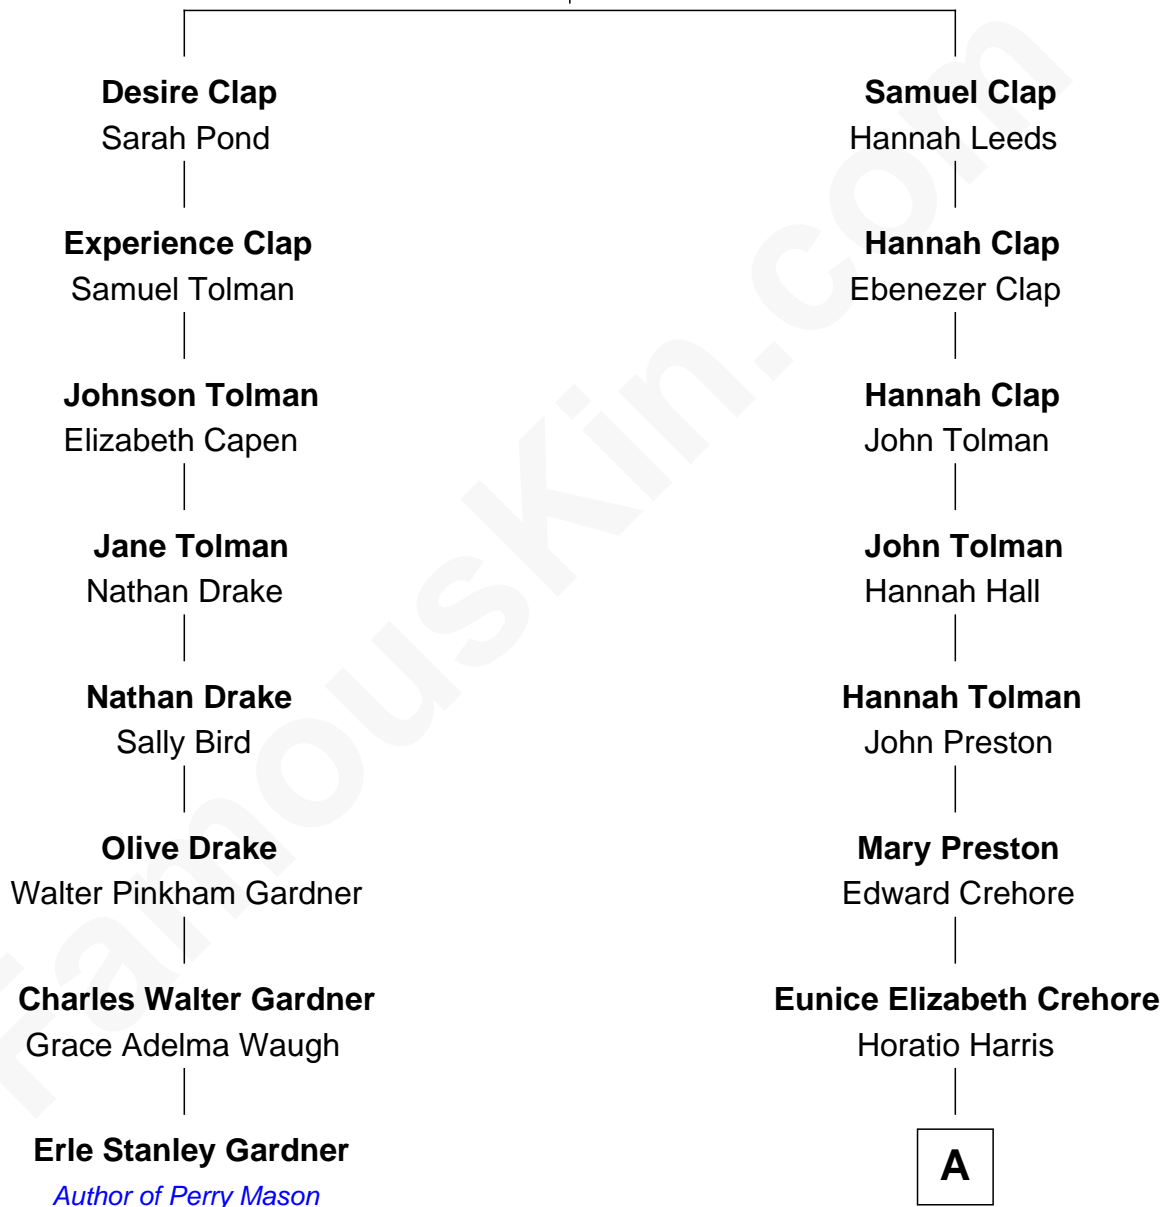 Desire Clap
Sarah Pond
Experience Clap
Samuel Tolman
Johnson Tolman
Elizabeth Capen
Jane Tolman
Nathan Drake
Nathan Drake
Sally Bird
Olive Drake
Walter Pinkham Gardner
Charles Walter Gardner
Grace Adelma Waugh
Erle Stanley Gardner
Author of Perry Mason
Samuel Clap
Hannah Leeds
Hannah Clap
Ebenezer Clap
Hannah Clap
John Tolman
John Tolman
Hannah Hall
Hannah Tolman
John Preston
Mary Preston
Edward Crehore
Eunice Elizabeth Crehore
Horatio Harris
A
FamousKin.com